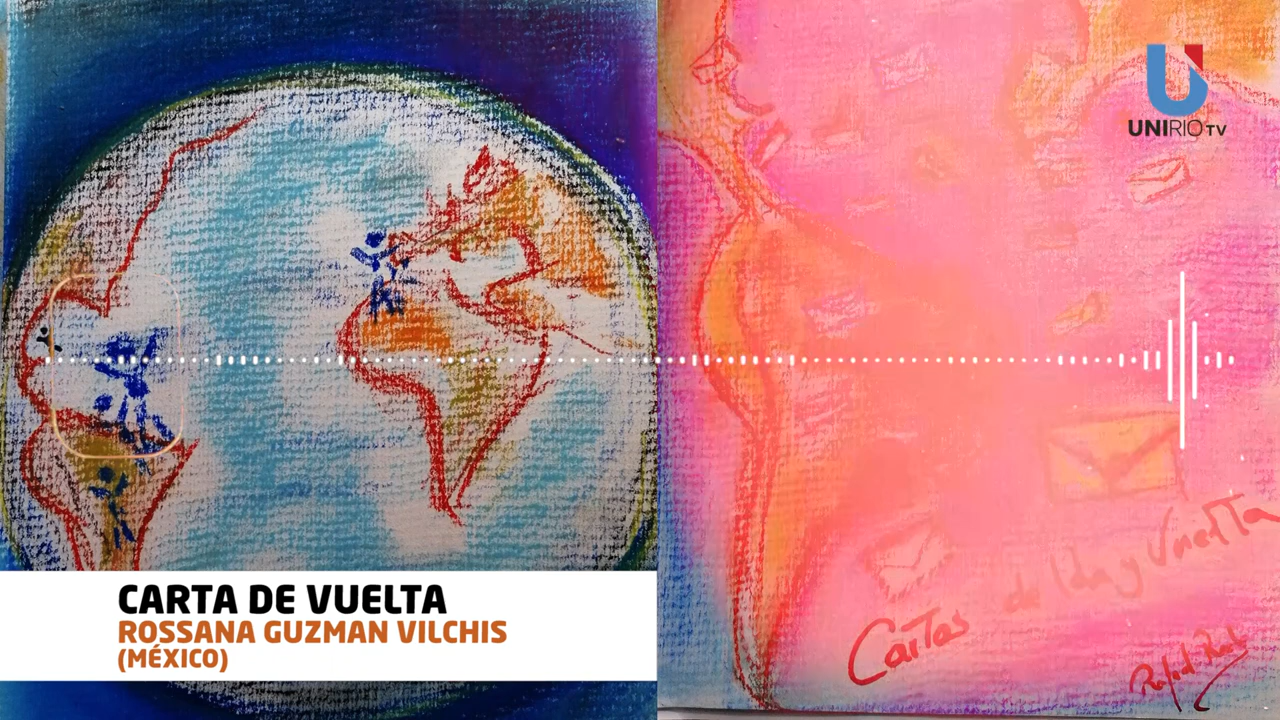 UNIRIO TV
CARTA DE VUELTA
ROSSANA GUZMAN VILCHIS
(MÉXICO)
Cartas de Ida y Vuelta